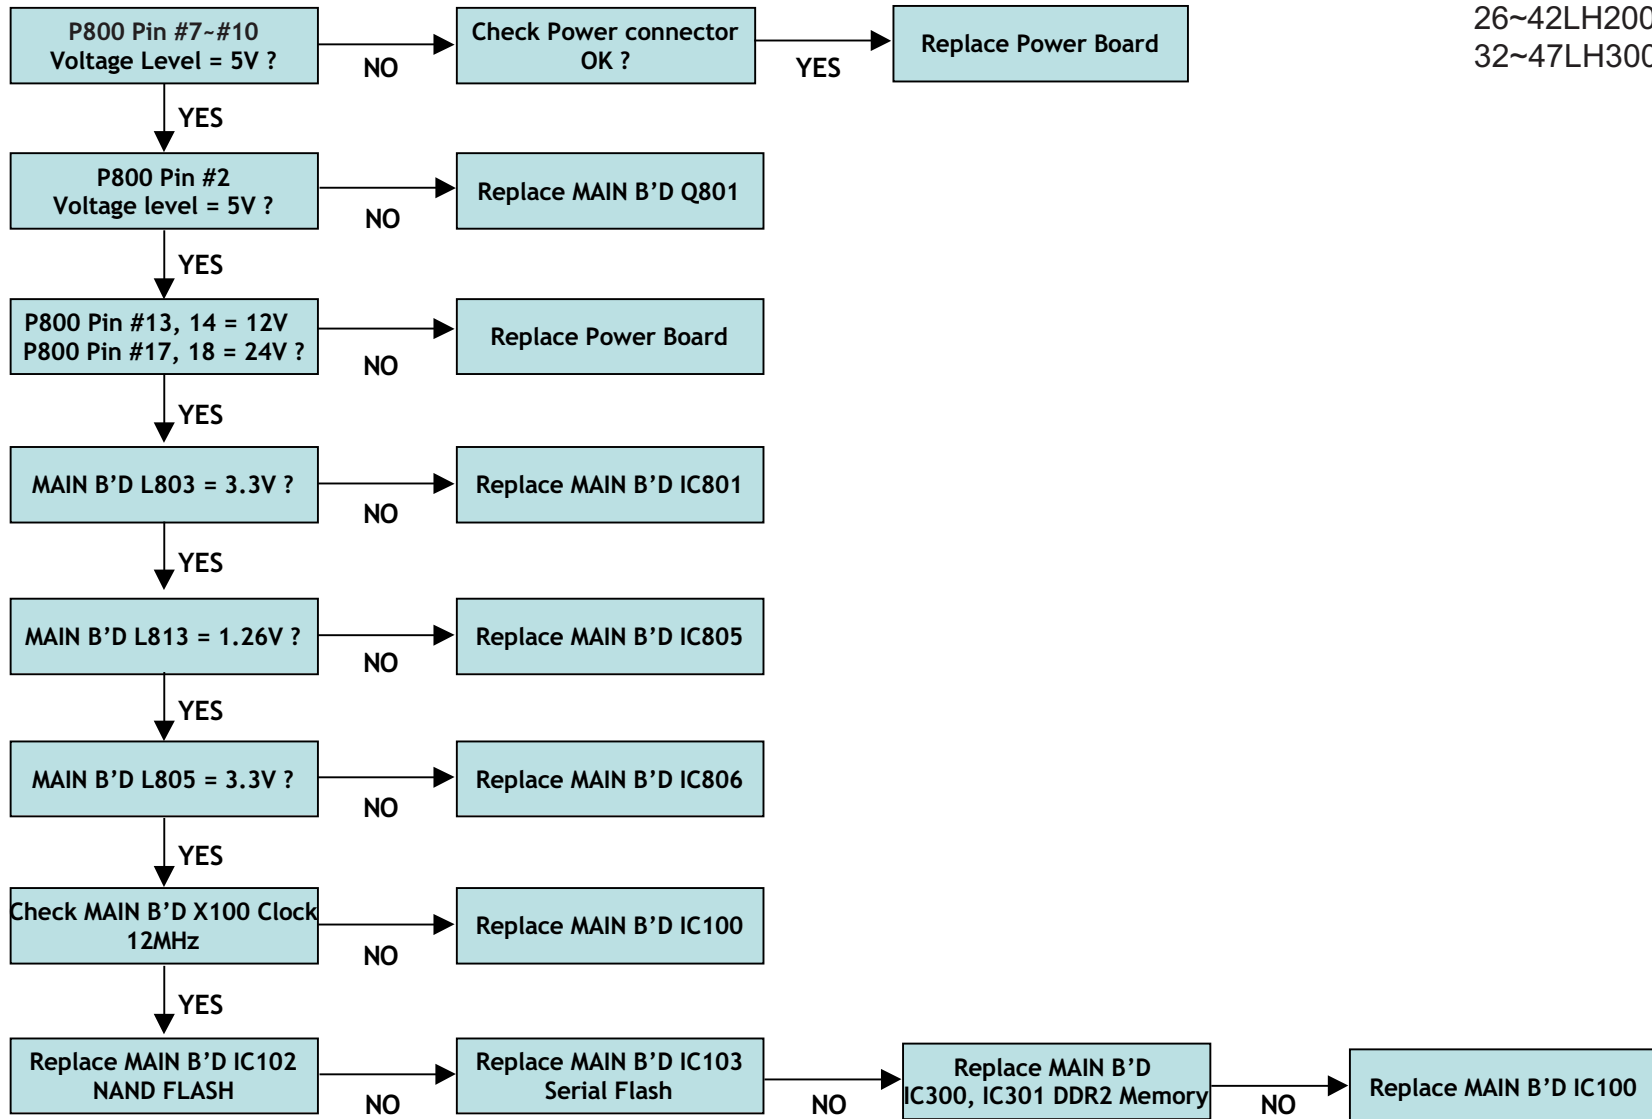 26~42LH200
32~47LH300
P800 Pin #7~#10
Voltage Level = 5V ?
NO
Check Power connector
OK ?
YES
Replace Power Board
YES
P800 Pin #2
Voltage level = 5V ?
NO
Replace MAIN B’D Q801
YES
P800 Pin #13, 14 = 12V
P800 Pin #17, 18 = 24V ?
NO
Replace Power Board
YES
MAIN B’D L803 = 3.3V ?
NO
Replace MAIN B’D IC801
YES
MAIN B’D L813 = 1.26V ?
NO
Replace MAIN B’D IC805
YES
MAIN B’D L805 = 3.3V ?
NO
Replace MAIN B’D IC806
YES
Check MAIN B’D X100 Clock
12MHz
NO
Replace MAIN B’D IC100
YES
Replace MAIN B’D IC102
NAND FLASH
NO
Replace MAIN B’D IC103
Serial Flash
NO
Replace MAIN B’D
IC300, IC301 DDR2 Memory
NO
Replace MAIN B’D IC100